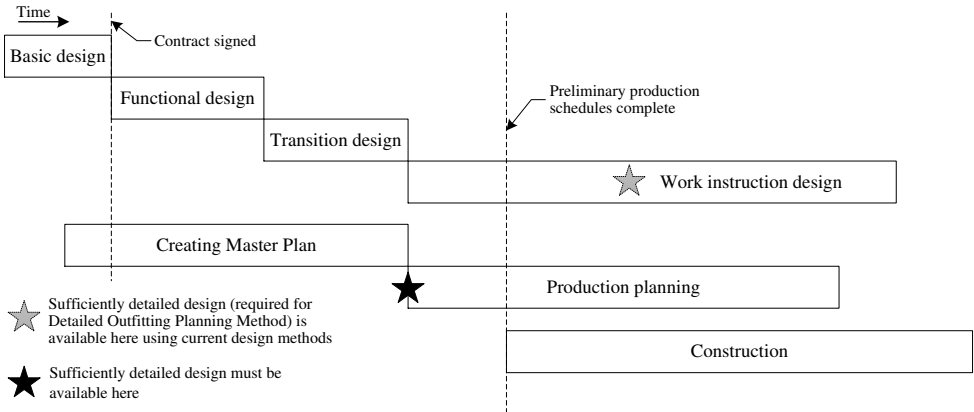 Time
Contract signed
Basic design
Functional design
Preliminary production
schedules complete
Transition design
Work instruction design
Creating Master Plan
Production planning
Sufficiently detailed design (required for
Detailed Outfitting Planning Method) is
available here using current design methods
Construction
Sufficiently detailed design must be
available here